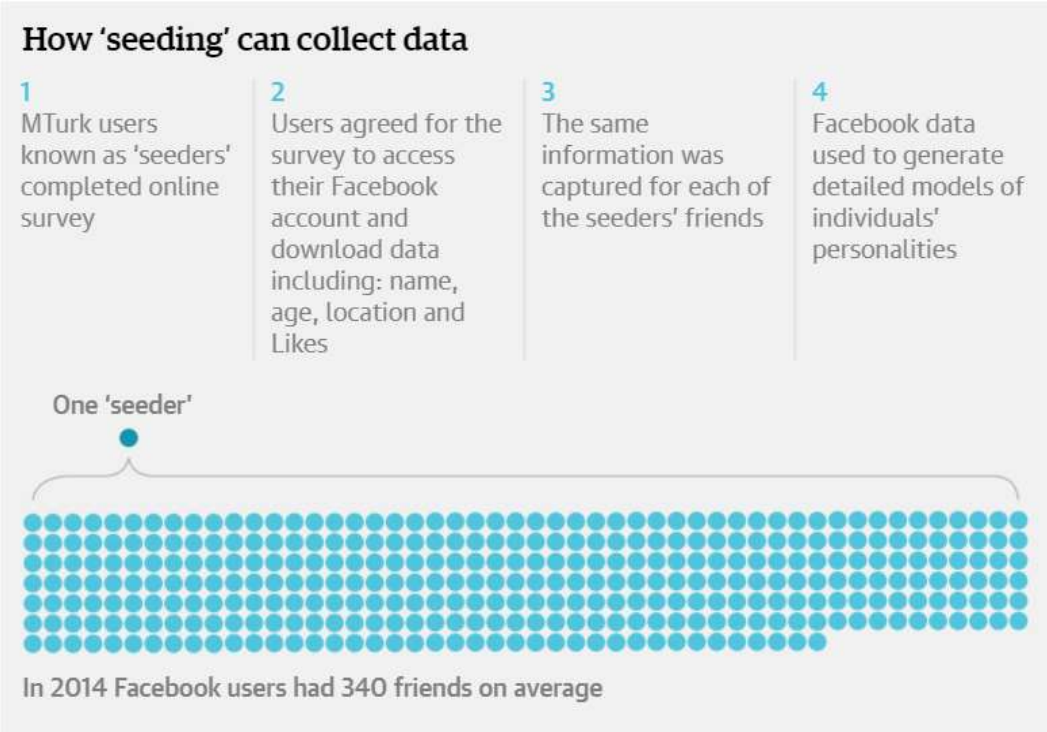 How ‘seeding’ can collect data
1
MTurk users
known as ‘seeders’
completed online
survey
2
Users agreed for the
survey to access
their Facebook
account and
download data
including: name,
age, location and
Likes
3
The same
information was
captured for each of
the seeders’ friends
4
Facebook data
used to generate
detailed models of
individuals’
personalities
One ‘seeder’
In 2014 Facebook users had 340 friends on average